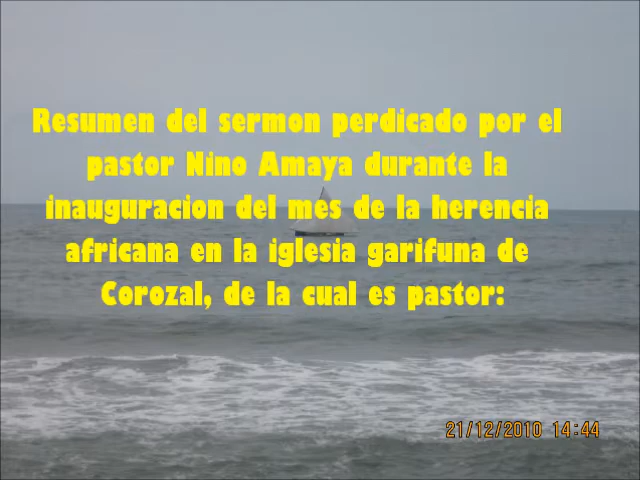 Resumen del sermon perdicado por el
pastor Nino Amaya durante la
inauguracion del mes de la herencia
africana en la iglesia garifuna de
Corozal, de la cual es pastor:
21/12/2010 14:44